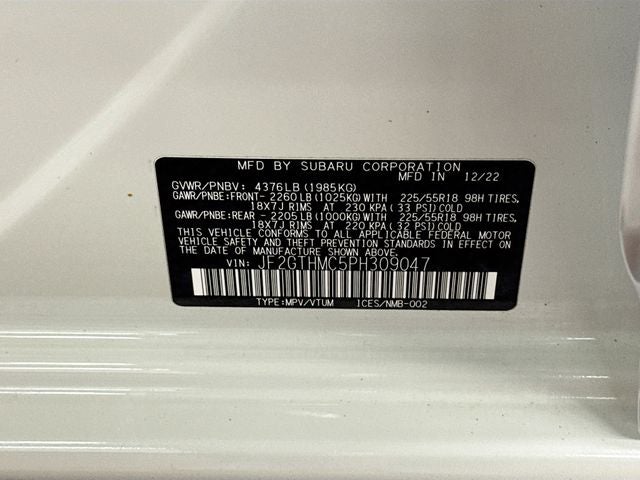 MFD BY SUBARU CORPORATION
GVWR/PNBV: 4376LB(1985KG) MFD IN 12/22
GAWR/PNBE:FRONT-2260LB(1025KG)WITH 225/55R18 98H TIRES,
18X7J RIMS AT 230 KPA(33 PSI)COLD
GAWR/PNBE:REAR -2205LB(1000KG)WITH 225/55R18 98H TIRES,
18X7J RIMS AT 220 KPA(32 PSI)COLD
THIS VEHICLE CONFORMS TO ALL APPLICABLE FEDERAL MOTOR
VEHICLE SAFETY AND THEFT PREVENTION STANDARDS IN EFFECT ON
THE DATE OF MANUFACTURE SHOWN ABOVE.
VIN: JF2GTHMC5PH309047
TYPE:MPV/VTUM ICES/NMB-002